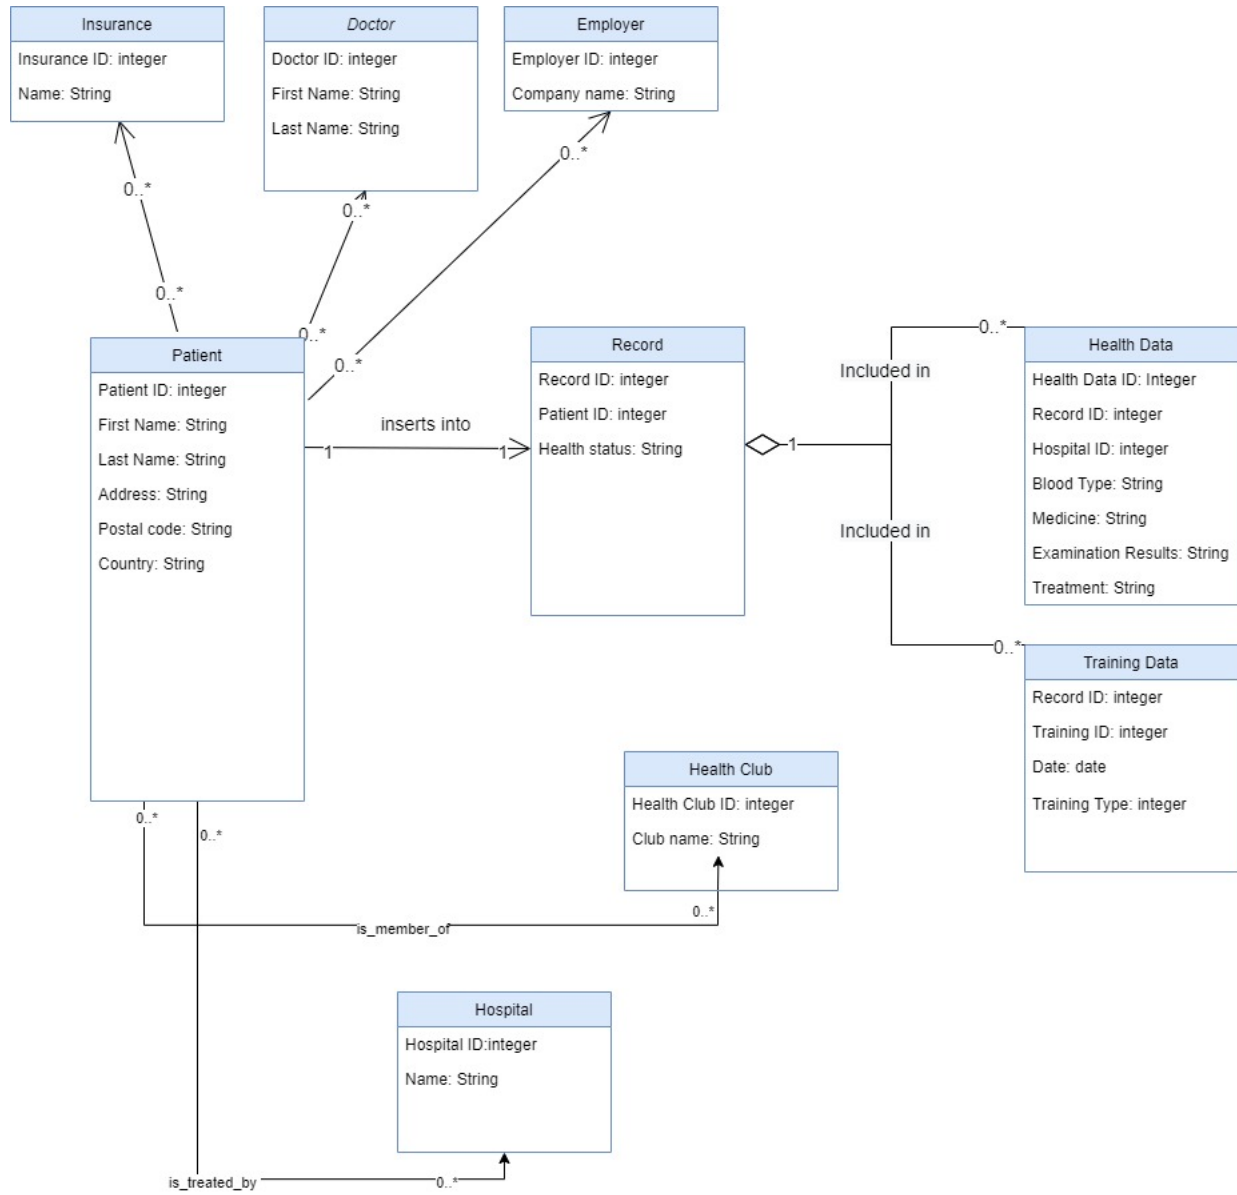 Insurance
Insurance ID: integer
Name: String
Doctor
Doctor ID: integer
First Name: String
Last Name: String
Employer
Employer ID: integer
Company name: String
0..*
0..*
0..*
0..*
0..*
0..*
Patient
Patient ID: integer
First Name: String
Last Name: String
Address: String
Postal code: String
Country: String
inserts into
1
1
Record
Record ID: integer
Patient ID: integer
Health status: String
1
Included in
Included in
0..*
0..*
Health Data
Health Data ID: Integer
Record ID: integer
Hospital ID: integer
Blood Type: String
Medicine: String
Examination Results: String
Treatment: String
Training Data
Record ID: integer
Training ID: integer
Date: date
Training Type: integer
Health Club
Health Club ID: integer
Club name: String
0..*
0..*
0..*
is_member_of
Hospital
Hospital ID:integer
Name: String
is_treated_by
0..*